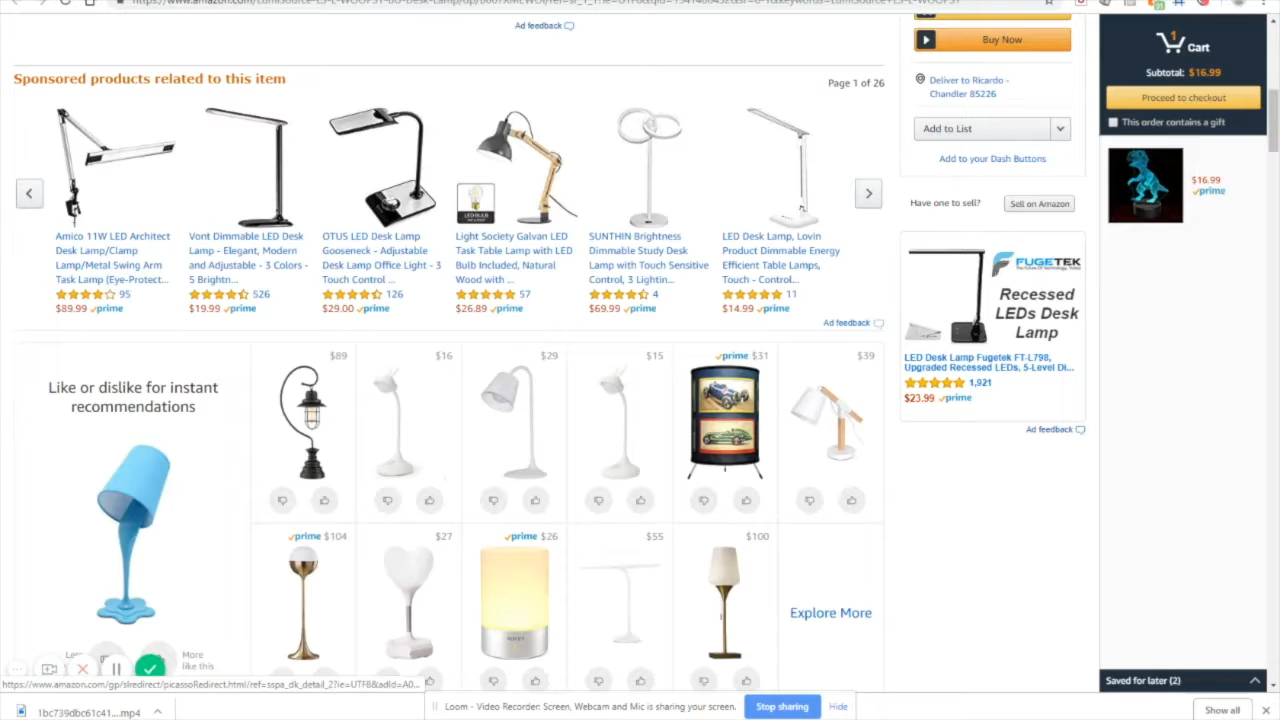 Ad feedback
Sponsored products related to this item
Page 1 of 26
Amico 11W LED Architect
Desk Lamp/Clamp
Lamp/Metal Swing Arm
Task Lamp (Eye-Protect...
95
$89.99 prime
Vont Dimmable LED Desk
Lamp - Elegant, Modern
and Adjustable - 3 Colors -
5 Brightn...
526
$19.99 prime
OTUS LED Desk Lamp
Gooseneck - Adjustable
Desk Lamp Office Light - 3
Touch Control ...
126
$29.00 prime
LED BULB
Light Society Galvan LED
Task Table Lamp with LED
Bulb Included, Natural
Wood with ...
57
$26.89 prime
SUNTHIN Brightness
Dimmable Study Desk
Lamp with Touch Sensitive
Control, 3 Lightin...
4
$69.99 prime
LED Desk Lamp, Lovin
Product Dimmable Energy
Efficient Table Lamps,
Touch - Control...
11
$14.99 prime
Ad feedback
Like or dislike for instant
recommendations
$89
$16
$29
$15
prime $31
$39
prime $104
$27
prime $26
$55
$100
Explore More
More
like this
Buy Now
Deliver to Ricardo -
Chandler 85226
Add to List
Add to your Dash Buttons
Have one to sell?
Sell on Amazon
FUGETEK
Recessed
LEDs Desk
Lamp
LED Desk Lamp Fugetek FT-L798,
Upgraded Recessed LEDs, 5-Level Di...
1,921
$23.99 prime
Ad feedback
1
Cart
Subtotal: $16.99
Proceed to checkout
This order contains a gift
$16.99
prime
Saved for later (2)
https://www.amazon.com/gp/slredirect/picassoRedirect.html/ref=sspa_dk_detail_2?ie=UTF8&adId=A0...
1bc739dbc61c41....mp4
Loom - Video Recorder: Screen, Webcam and Mic is sharing your screen.
Stop sharing
Hide
Show all